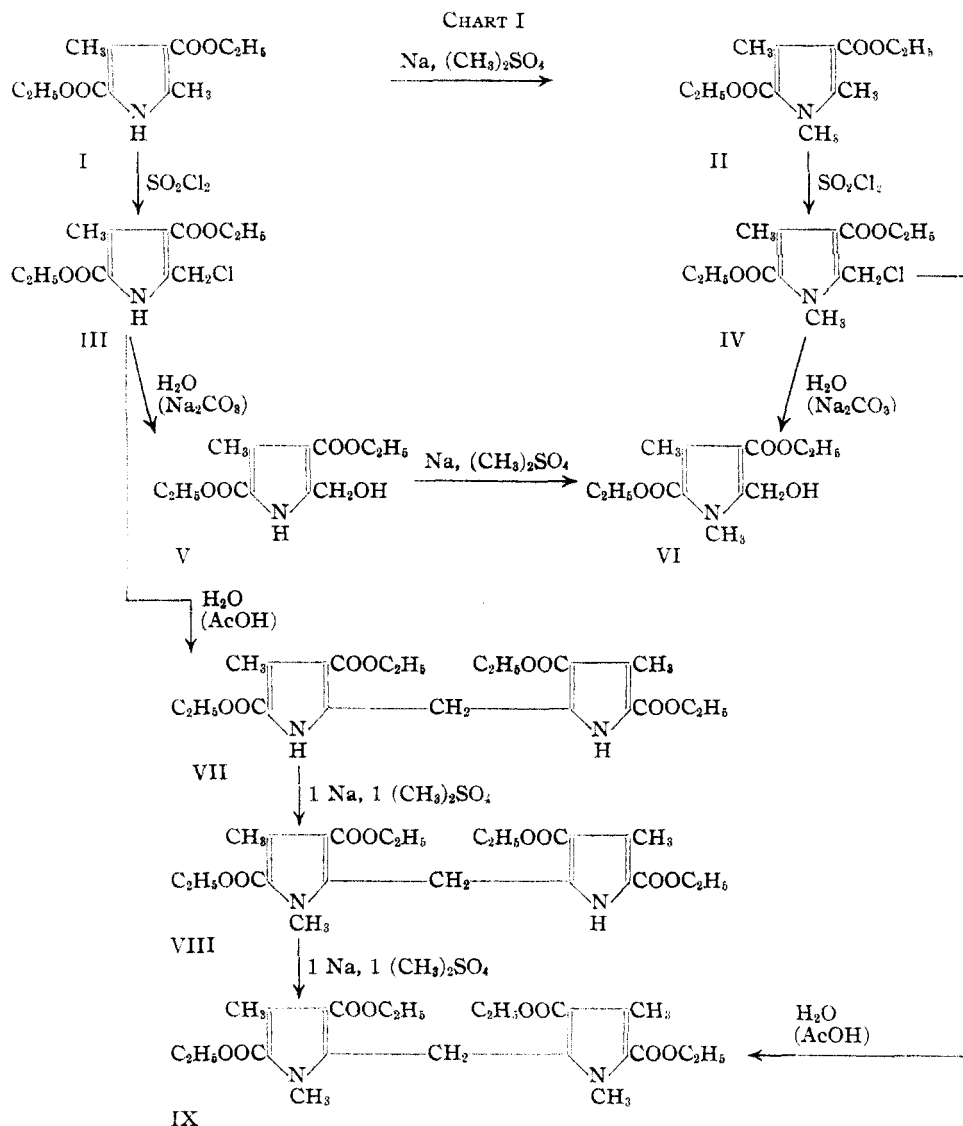 CHART I
CH₃ COOC₂H₅ Na, (CH₃)₂SO₄ CH₃ COOC₂H₅
C₂H₅OOC CH₃ C₂H₅OOC CH₃
N N
H CH₃
I II
SO₂Cl₂ SO₂Cl₂
CH₃ COOC₂H₅ CH₃ COOC₂H₅
C₂H₅OOC CH₂Cl C₂H₅OOC CH₂Cl
N N
H CH₃
III IV
H₂O H₂O
(Na₂CO₃) (Na₂CO₃)
CH₃ COOC₂H₅ Na, (CH₃)₂SO₄ CH₃ COOC₂H₅
C₂H₅OOC CH₂OH C₂H₅OOC CH₂OH
N N
H CH₃
V VI
H₂O
(AcOH)
CH₃ COOC₂H₅ C₂H₅OOC CH₃
C₂H₅OOC CH₂ COOC₂H₅
N N
H H
VII
1 Na, 1 (CH₃)₂SO₄
CH₃ COOC₂H₅ C₂H₅OOC CH₃
C₂H₅OOC CH₂ COOC₂H₅
N N
CH₃ H
VIII
1 Na, 1 (CH₃)₂SO₄
CH₃ COOC₂H₅ C₂H₅OOC CH₃ H₂O
(AcOH)
C₂H₅OOC CH₂ COOC₂H₅
N N
CH₃ CH₃
IX